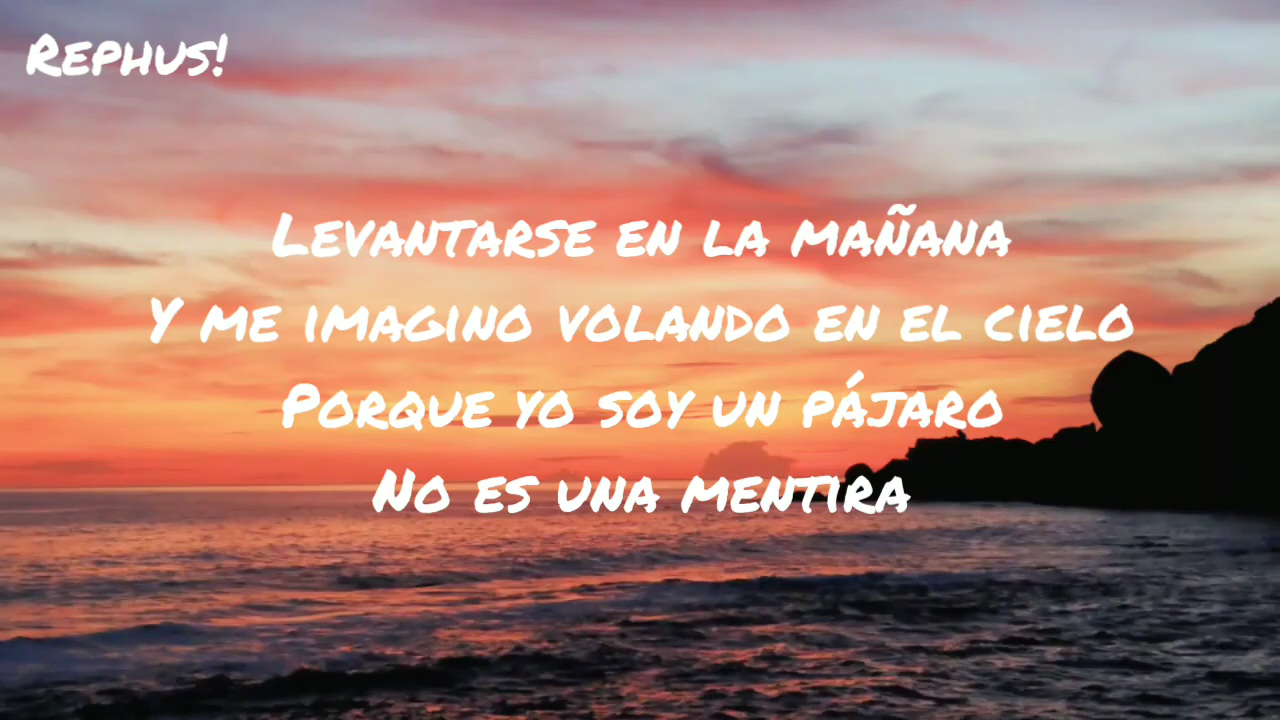 Rephus!
Levantarse en la mañana
Y me imagino volando en el cielo
Porque yo soy un pájaro
No es una mentira